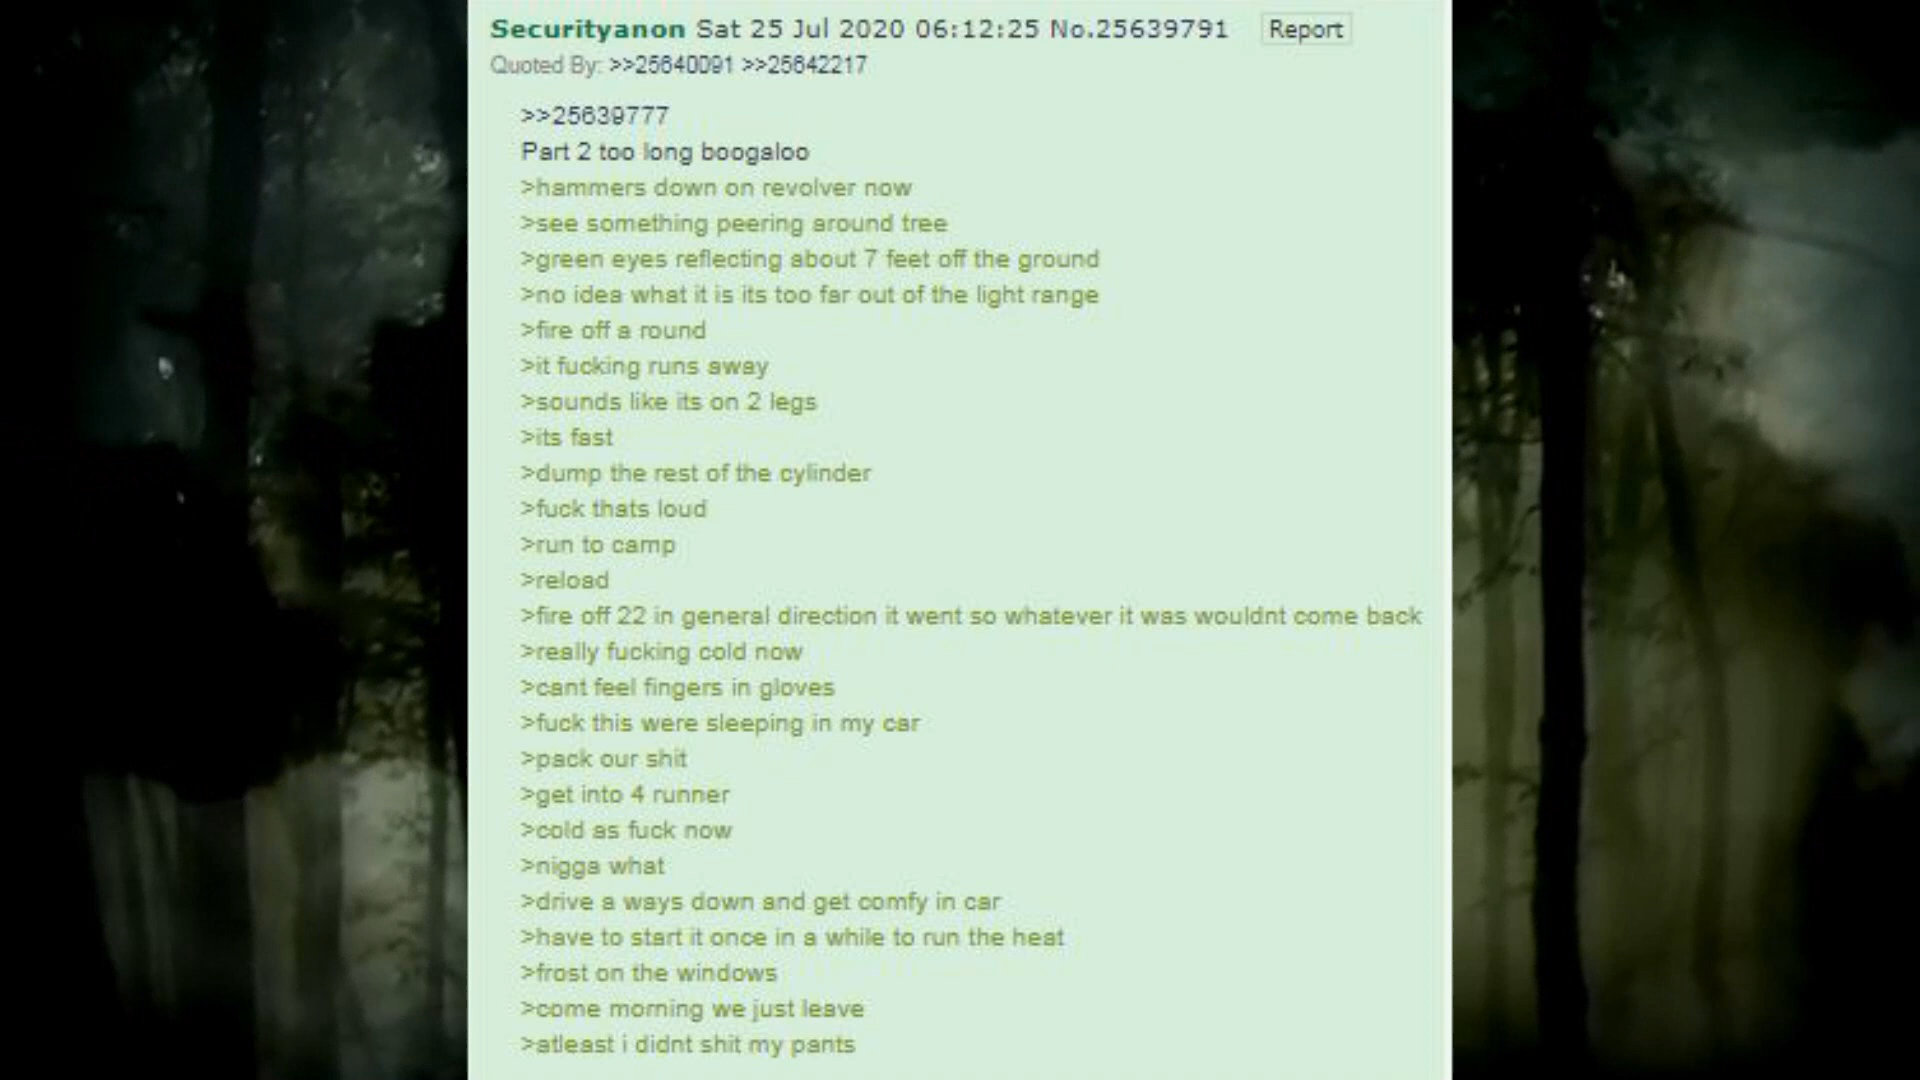 Securityanon Sat 25 Jul 2020 06:12:25 No.25639791 Report
Quoted By: >>25640091 >>25642217
>>25639777
Part 2 too long boogaloo
>hammers down on revolver now
>see something peering around tree
>green eyes reflecting about 7 feet off the ground
>no idea what it is its too far out of the light range
>fire off a round
>it fucking runs away
>sounds like its on 2 legs
>its fast
>dump the rest of the cylinder
>fuck thats loud
>run to camp
>reload
>fire off 22 in general direction it went so whatever it was wouldnt come back
>really fucking cold now
>cant feel fingers in gloves
>fuck this were sleeping in my car
>pack our shit
>get into 4 runner
>cold as fuck now
>nigga what
>drive a ways down and get comfy in car
>have to start it once in a while to run the heat
>frost on the windows
>come morning we just leave
>atleast i didnt shit my pants